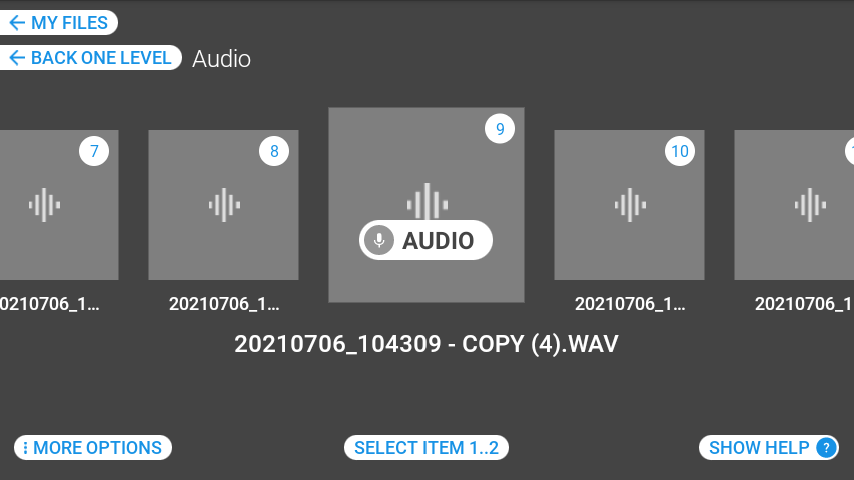 MY FILES
BACK ONE LEVEL Audio
7 8 9 10
AUDIO
0210706_1... 20210706_1... 20210706_1... 20210706_1
20210706_104309 - COPY (4).WAV
MORE OPTIONS SELECT ITEM 1..2 SHOW HELP ?